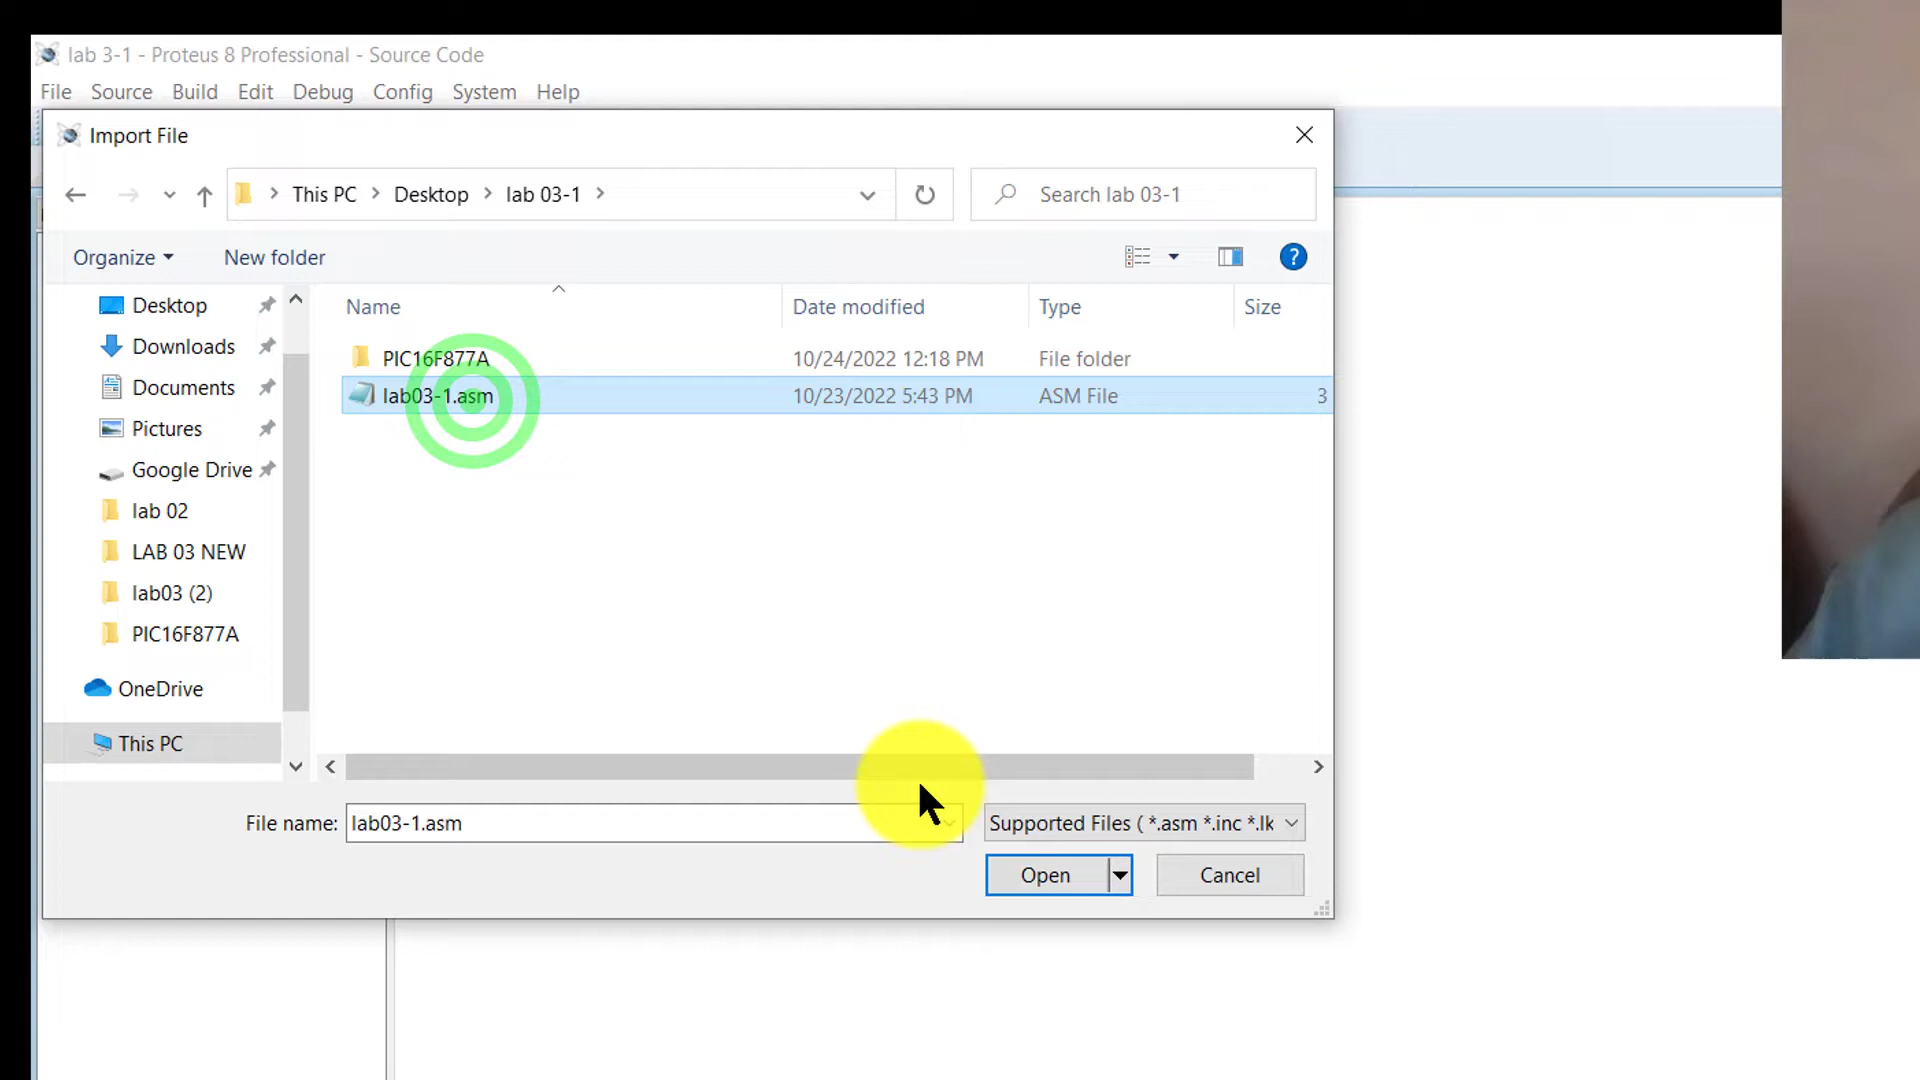 lab 3-1 - Proteus 8 Professional - Source Code
File Source Build Edit Debug Config System Help
Import File
This PC Desktop lab 03-1
Search lab 03-1
Organize New folder
?
Name Date modified Type Size
PIC16F877A 10/24/2022 12:18 PM File folder
lab03-1.asm 10/23/2022 5:43 PM ASM File 3
Desktop
Downloads
Documents
Pictures
Google Drive
lab 02
LAB 03 NEW
lab03 (2)
PIC16F877A
OneDrive
This PC
File name: lab03-1.asm
Supported Files ( *.asm *.inc *.lk
Open Cancel